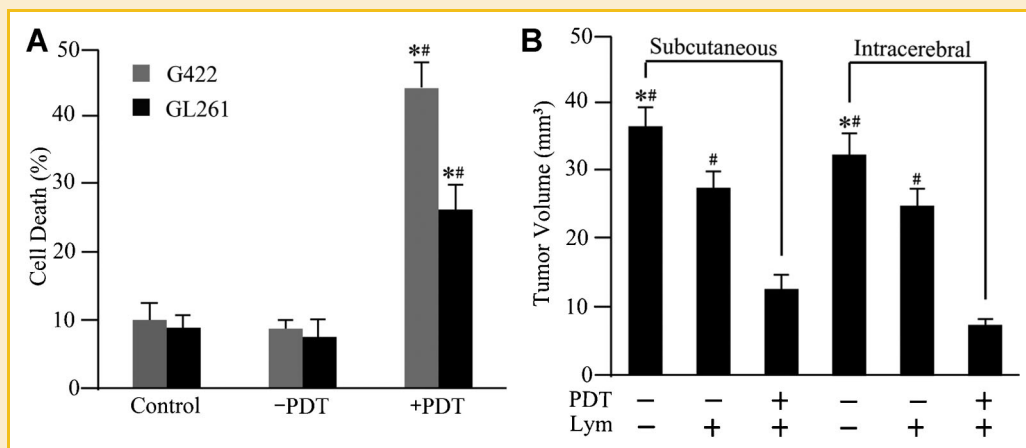 A
50
40
30
20
10
0
Cell Death (%)
G422
GL261
*#
*#
Control
−PDT
+PDT
B
50
40
30
20
10
0
Tumor Volume (mm³)
Subcutaneous
Intracerebral
*#
#
*#
#
PDT − − + − − +
Lym − + + − + +